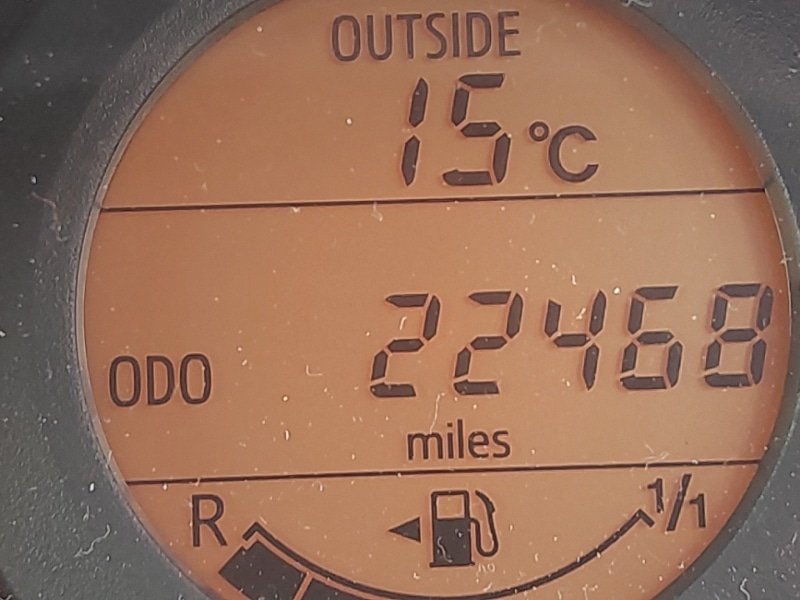 OUTSIDE
15°C
ODO 22468
miles
R 1/1